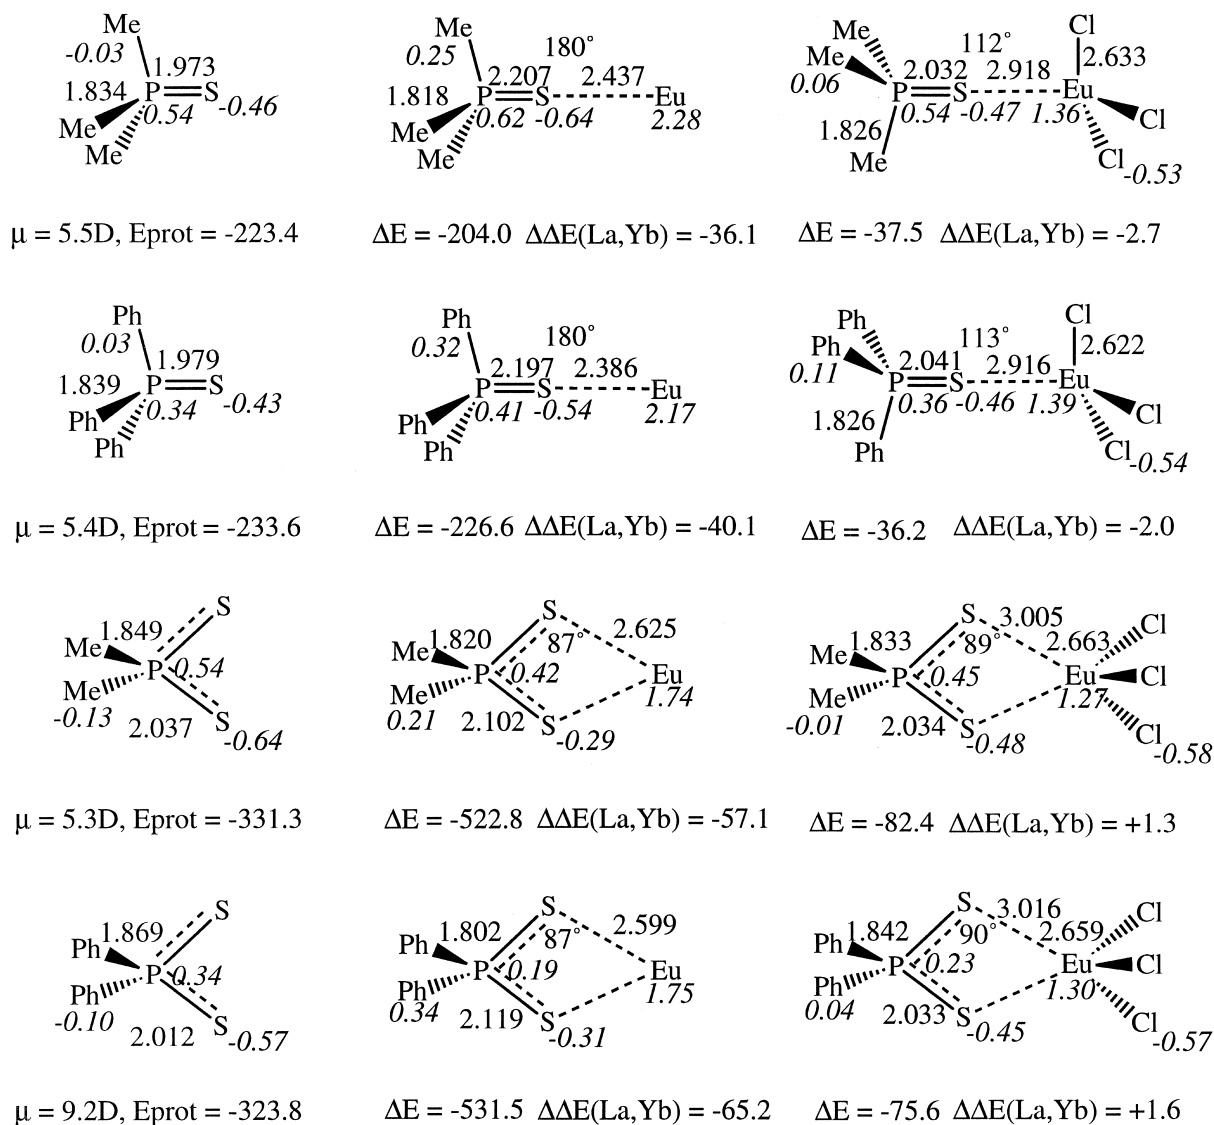 Me
-0.03
1.973
1.834 P S -0.46
0.54
Me
Me
μ = 5.5D, Eprot = -223.4
Me
0.25
180°
2.207 2.437
1.818 P S Eu
0.62 -0.64 2.28
Me
Me
ΔE = -204.0 ΔΔE(La,Yb) = -36.1
Me
Me
0.06
112°
Cl
2.633
2.032 2.918
P S Eu
0.54 -0.47 1.36
Cl
1.826
Me
Cl -0.53
ΔE = -37.5 ΔΔE(La,Yb) = -2.7
Ph
0.03
1.979
1.839 P S -0.43
0.34
Ph
Ph
μ = 5.4D, Eprot = -233.6
Ph
0.32
180°
2.197 2.386
P S Eu
0.41 -0.54 2.17
Ph
Ph
ΔE = -226.6 ΔΔE(La,Yb) = -40.1
Ph
Ph
0.11
113°
Cl
2.622
2.041 2.916
P S Eu
0.36 -0.46 1.39
Cl
1.826
Ph
Cl -0.54
ΔE = -36.2 ΔΔE(La,Yb) = -2.0
S
1.849
Me
P 0.54
Me
-0.13
2.037
S -0.64
μ = 5.3D, Eprot = -331.3
S
1.820
87°
2.625
Me
P 0.42
Eu
1.74
Me
0.21
2.102
S -0.29
ΔE = -522.8 ΔΔE(La,Yb) = -57.1
S
3.005
1.833
89°
2.663
Cl
Me
P 0.45
Eu
1.27
Cl
Me
-0.01
2.034
S -0.48
Cl -0.58
ΔE = -82.4 ΔΔE(La,Yb) = +1.3
S
1.869
Ph
P 0.34
Ph
-0.10
2.012
S -0.57
μ = 9.2D, Eprot = -323.8
S
1.802
87°
2.599
Ph
P 0.19
Eu
1.75
Ph
0.34
2.119
S -0.31
ΔE = -531.5 ΔΔE(La,Yb) = -65.2
S
3.016
1.842
90°
2.659
Cl
Ph
P 0.23
Eu
1.30
Cl
Ph
0.04
2.033
S -0.45
Cl -0.57
ΔE = -75.6 ΔΔE(La,Yb) = +1.6